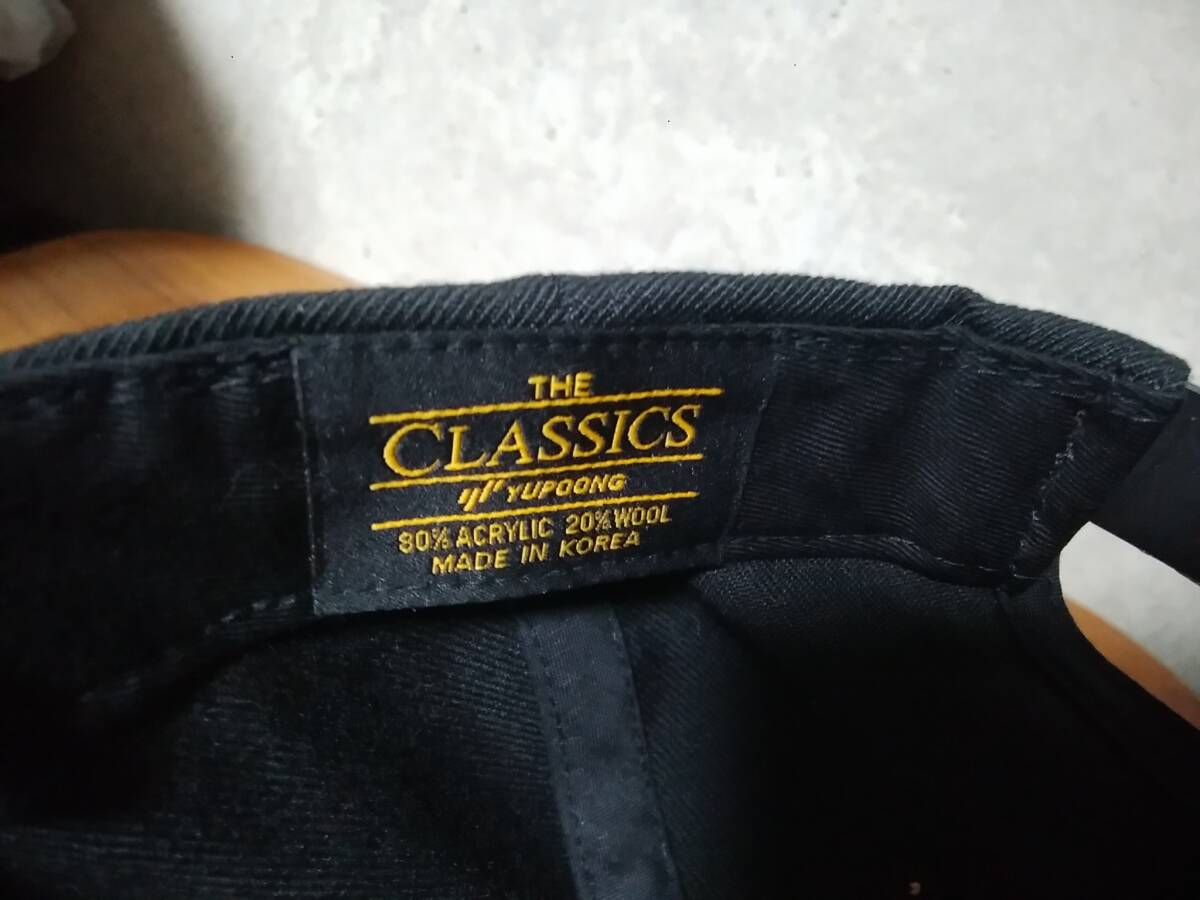 THE
CLASSICS
YUPOONG
80% ACRYLIC 20% WOOL
MADE IN KOREA